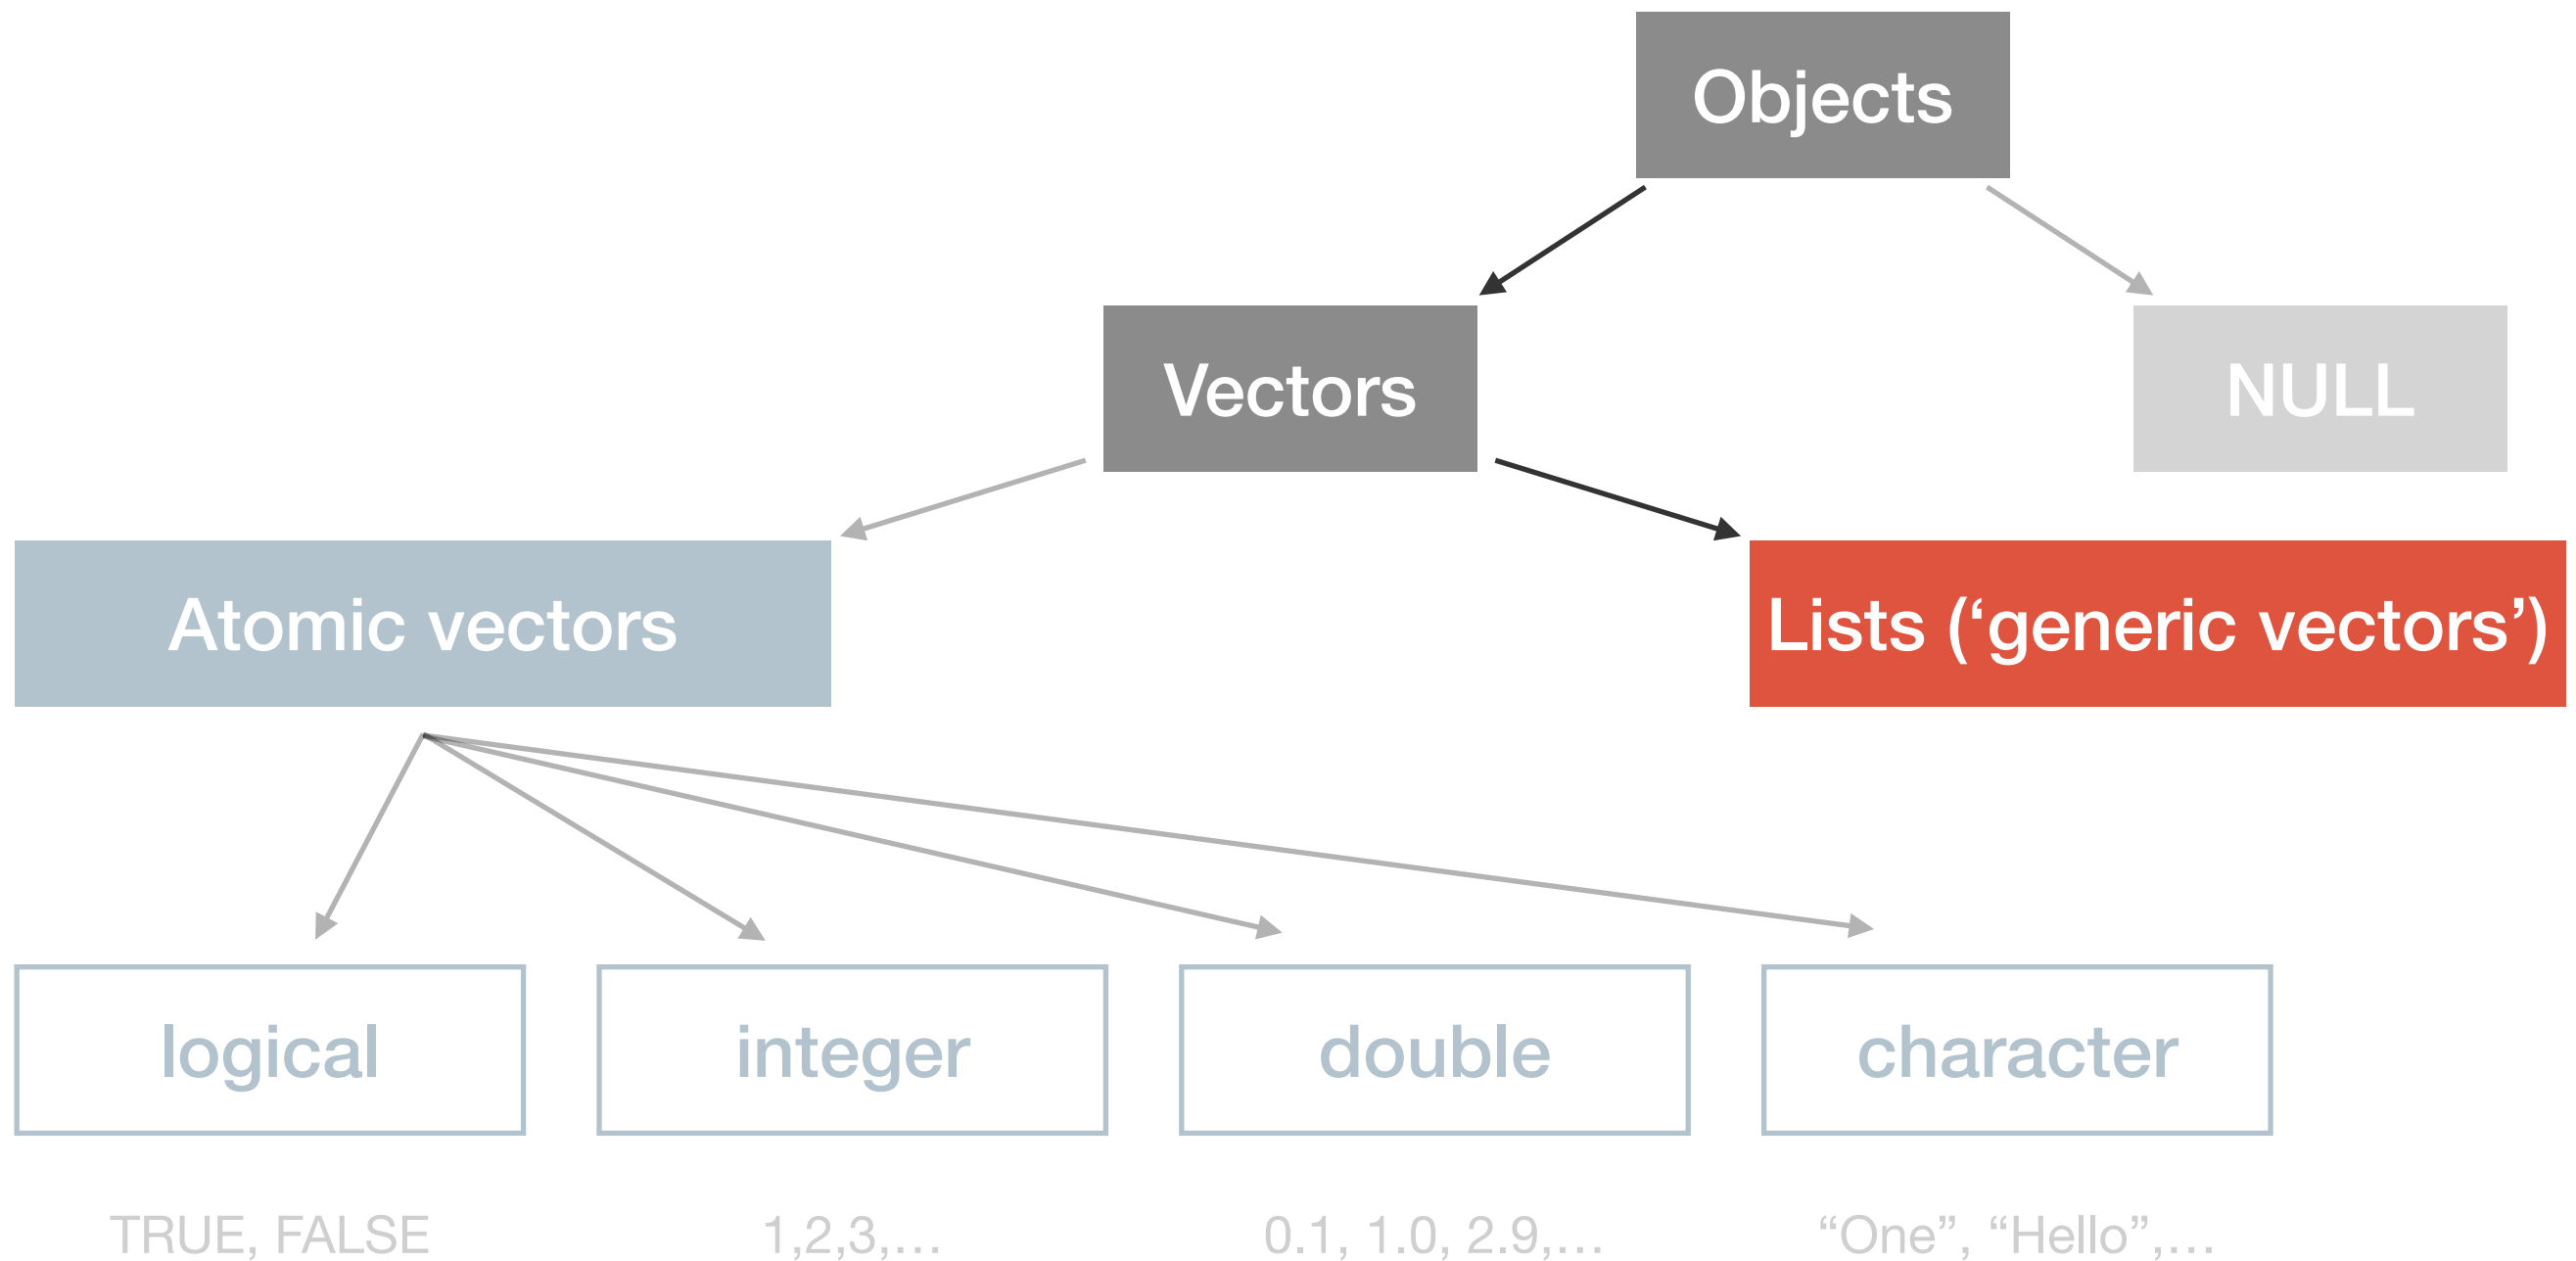 Objects
Vectors
NULL
Atomic vectors
Lists (‘generic vectors’)
logical
integer
double
character
TRUE, FALSE
1,2,3,…
0.1, 1.0, 2.9,…
“One”, “Hello”,…